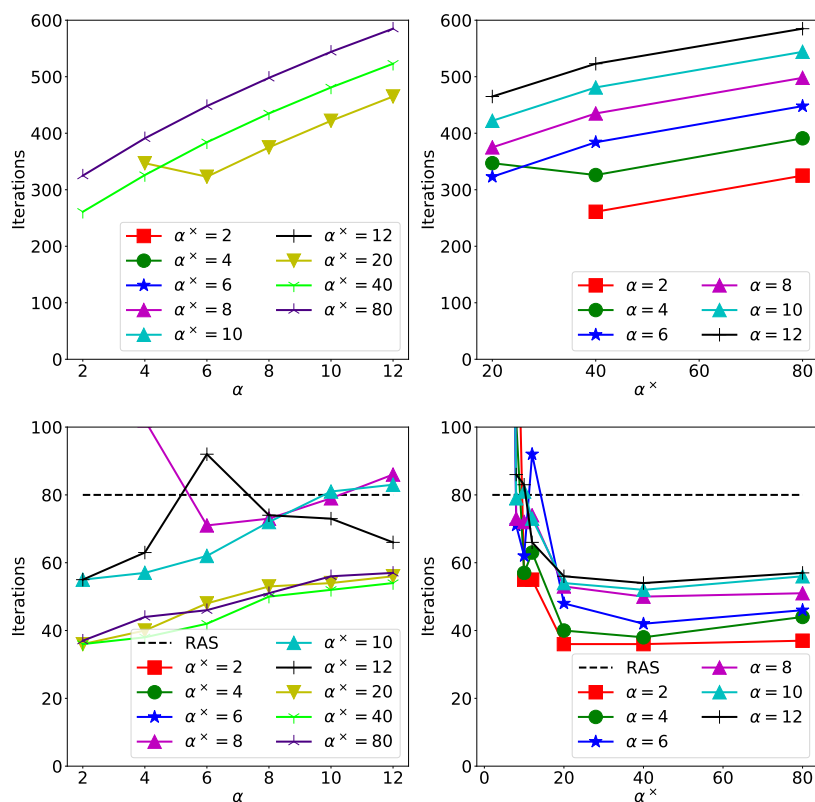 600
500
400
300
200
100
0
Iterations
2 4 6 8 10 12
α
α× = 2
α× = 4
α× = 6
α× = 8
α× = 10
α× = 12
α× = 20
α× = 40
α× = 80
600
500
400
300
200
100
0
Iterations
20 40 60 80
α×
α = 2
α = 4
α = 6
α = 8
α = 10
α = 12
100
80
60
40
20
0
Iterations
2 4 6 8 10 12
α
RAS
α× = 2
α× = 4
α× = 6
α× = 8
α× = 10
α× = 12
α× = 20
α× = 40
α× = 80
100
80
60
40
20
0
Iterations
0 20 40 60 80
α×
RAS
α = 2
α = 4
α = 6
α = 8
α = 10
α = 12